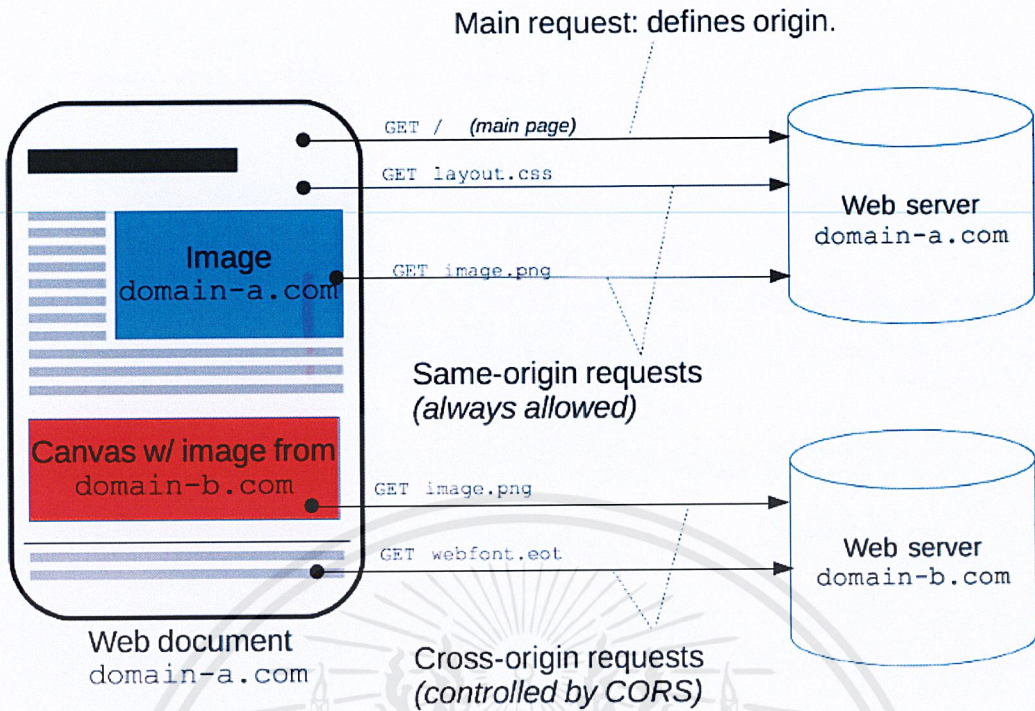 Main request: defines origin.
GET / (main page)
GET layout.css
Web server
domain-a.com
Image
domain-a.com
GET image.png
Same-origin requests
(always allowed)
Canvas w/ image from
domain-b.com
GET image.png
GET webfont.eot
Web server
domain-b.com
Web document
domain-a.com
Cross-origin requests
(controlled by CORS)